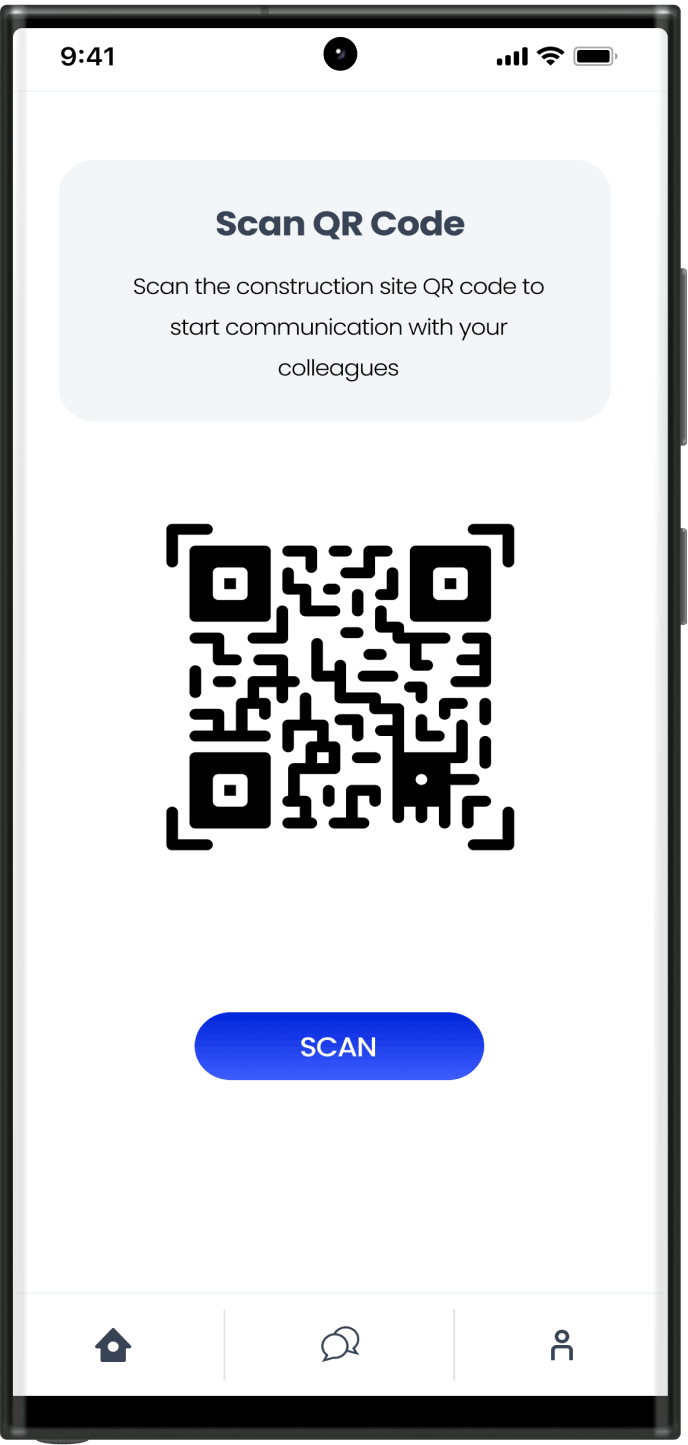 9:41
Scan QR Code
Scan the construction site QR code to
start communication with your
colleagues
SCAN